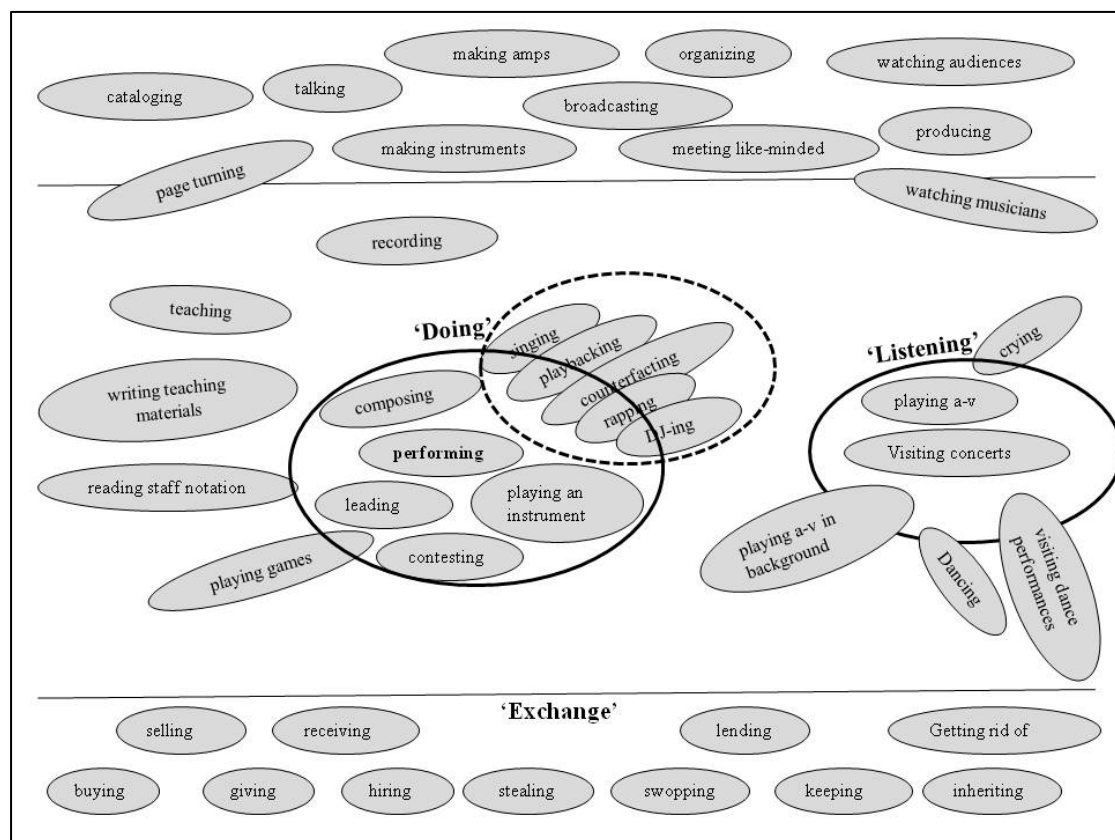 making amps
organizing
watching audiences
cataloging
talking
broadcasting
producing
making instruments
meeting like-minded
page turning
watching musicians
recording
teaching
‘Doing’
singing
playbacking
counterfacting
rapping
DJ-ing
‘Listening’
crying
writing teaching
materials
composing
playing a-v
performing
Visiting concerts
reading staff notation
leading
playing an
instrument
contesting
playing games
playing a-v in
background
Dancing
visiting dance
performances
‘Exchange’
selling
receiving
lending
Getting rid of
buying
giving
hiring
stealing
swopping
keeping
inheriting